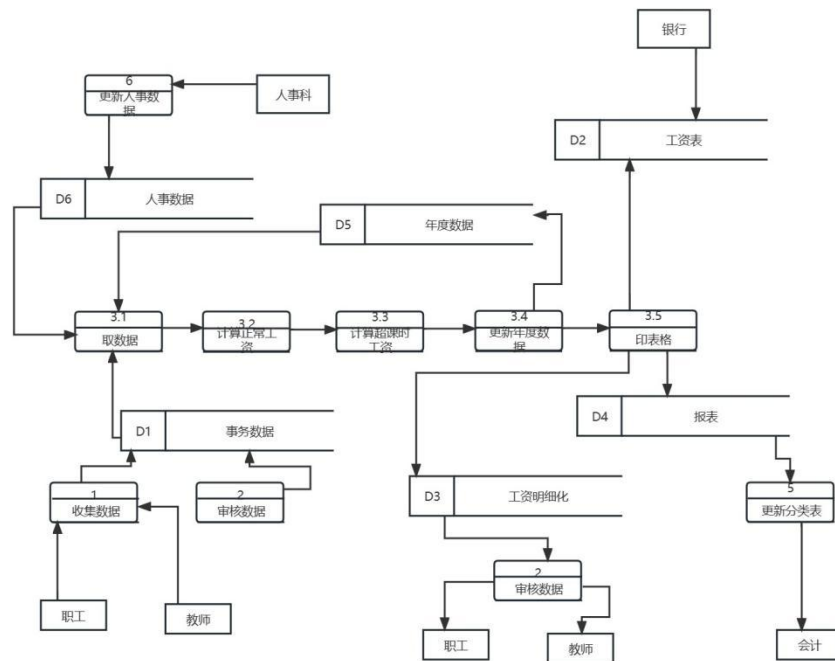 银行
6
更新人事数
据
人事科
D2
工资表
D6
人事数据
D5
年度数据
3.1
取数据
3.2
计算正常工
资
3.3
计算超课时
工资
3.4
更新年度数
据
3.5
印表格
D1
事务数据
D4
报表
1
收集数据
2
审核数据
D3
工资明细化
5
更新分类表
2
审核数据
职工
教师
职工
教师
会计